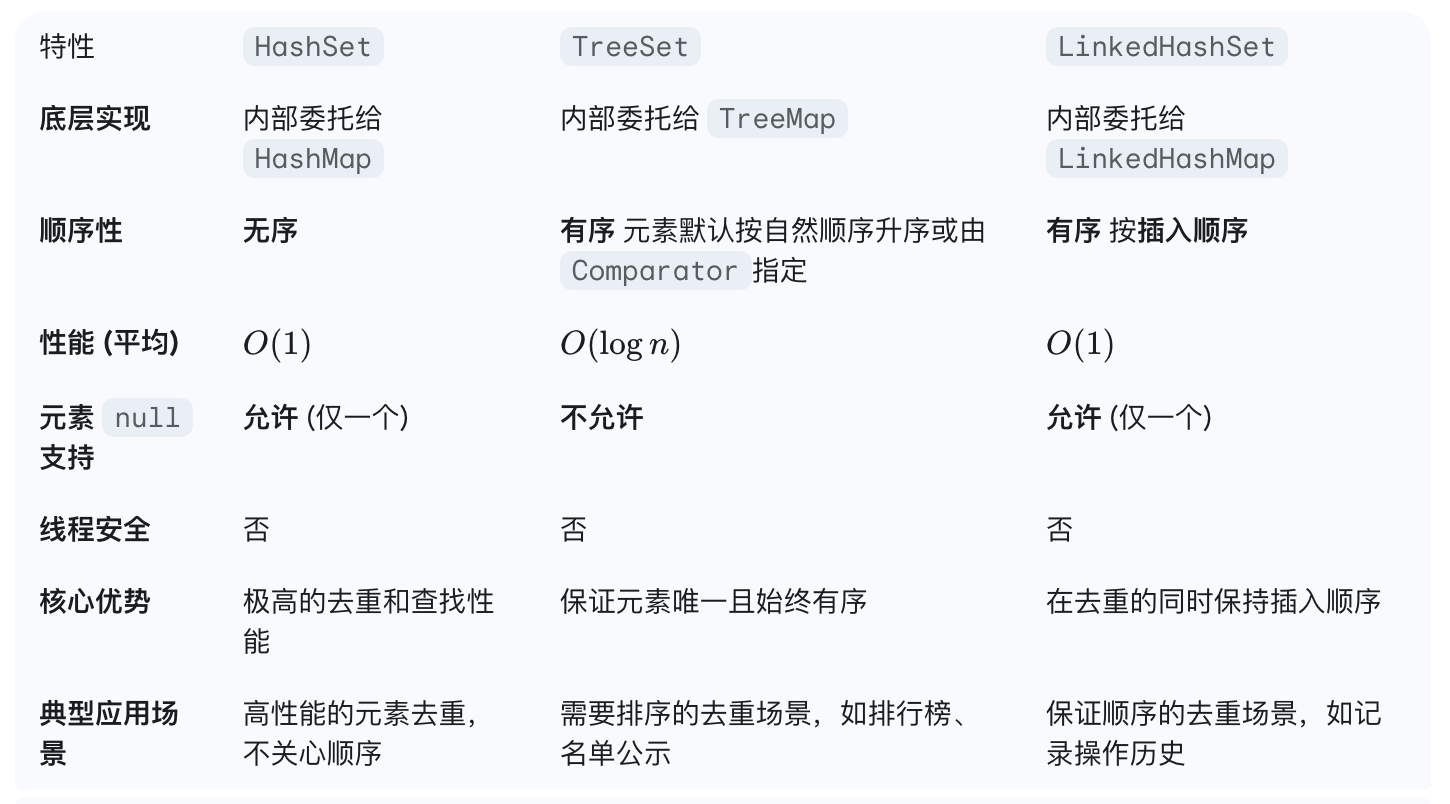 特性 HashSet TreeSet LinkedHashSet
底层实现 内部委托给 内部委托给 TreeMap 内部委托给
HashMap LinkedHashMap
顺序性 无序 有序 元素默认按自然顺序升序或由 有序 按插入顺序
Comparator 指定
性能 (平均) O(1) O(log n) O(1)
元素 null 允许 (仅一个) 不允许 允许 (仅一个)
支持
线程安全 否 否 否
核心优势 极高的去重和查找性 保证元素唯一且始终有序 在去重的同时保持插入顺序
能
典型应用场 高性能的元素去重， 需要排序的去重场景，如排行榜、 保证顺序的去重场景，如记
景 不关心顺序 名单公示 录操作历史